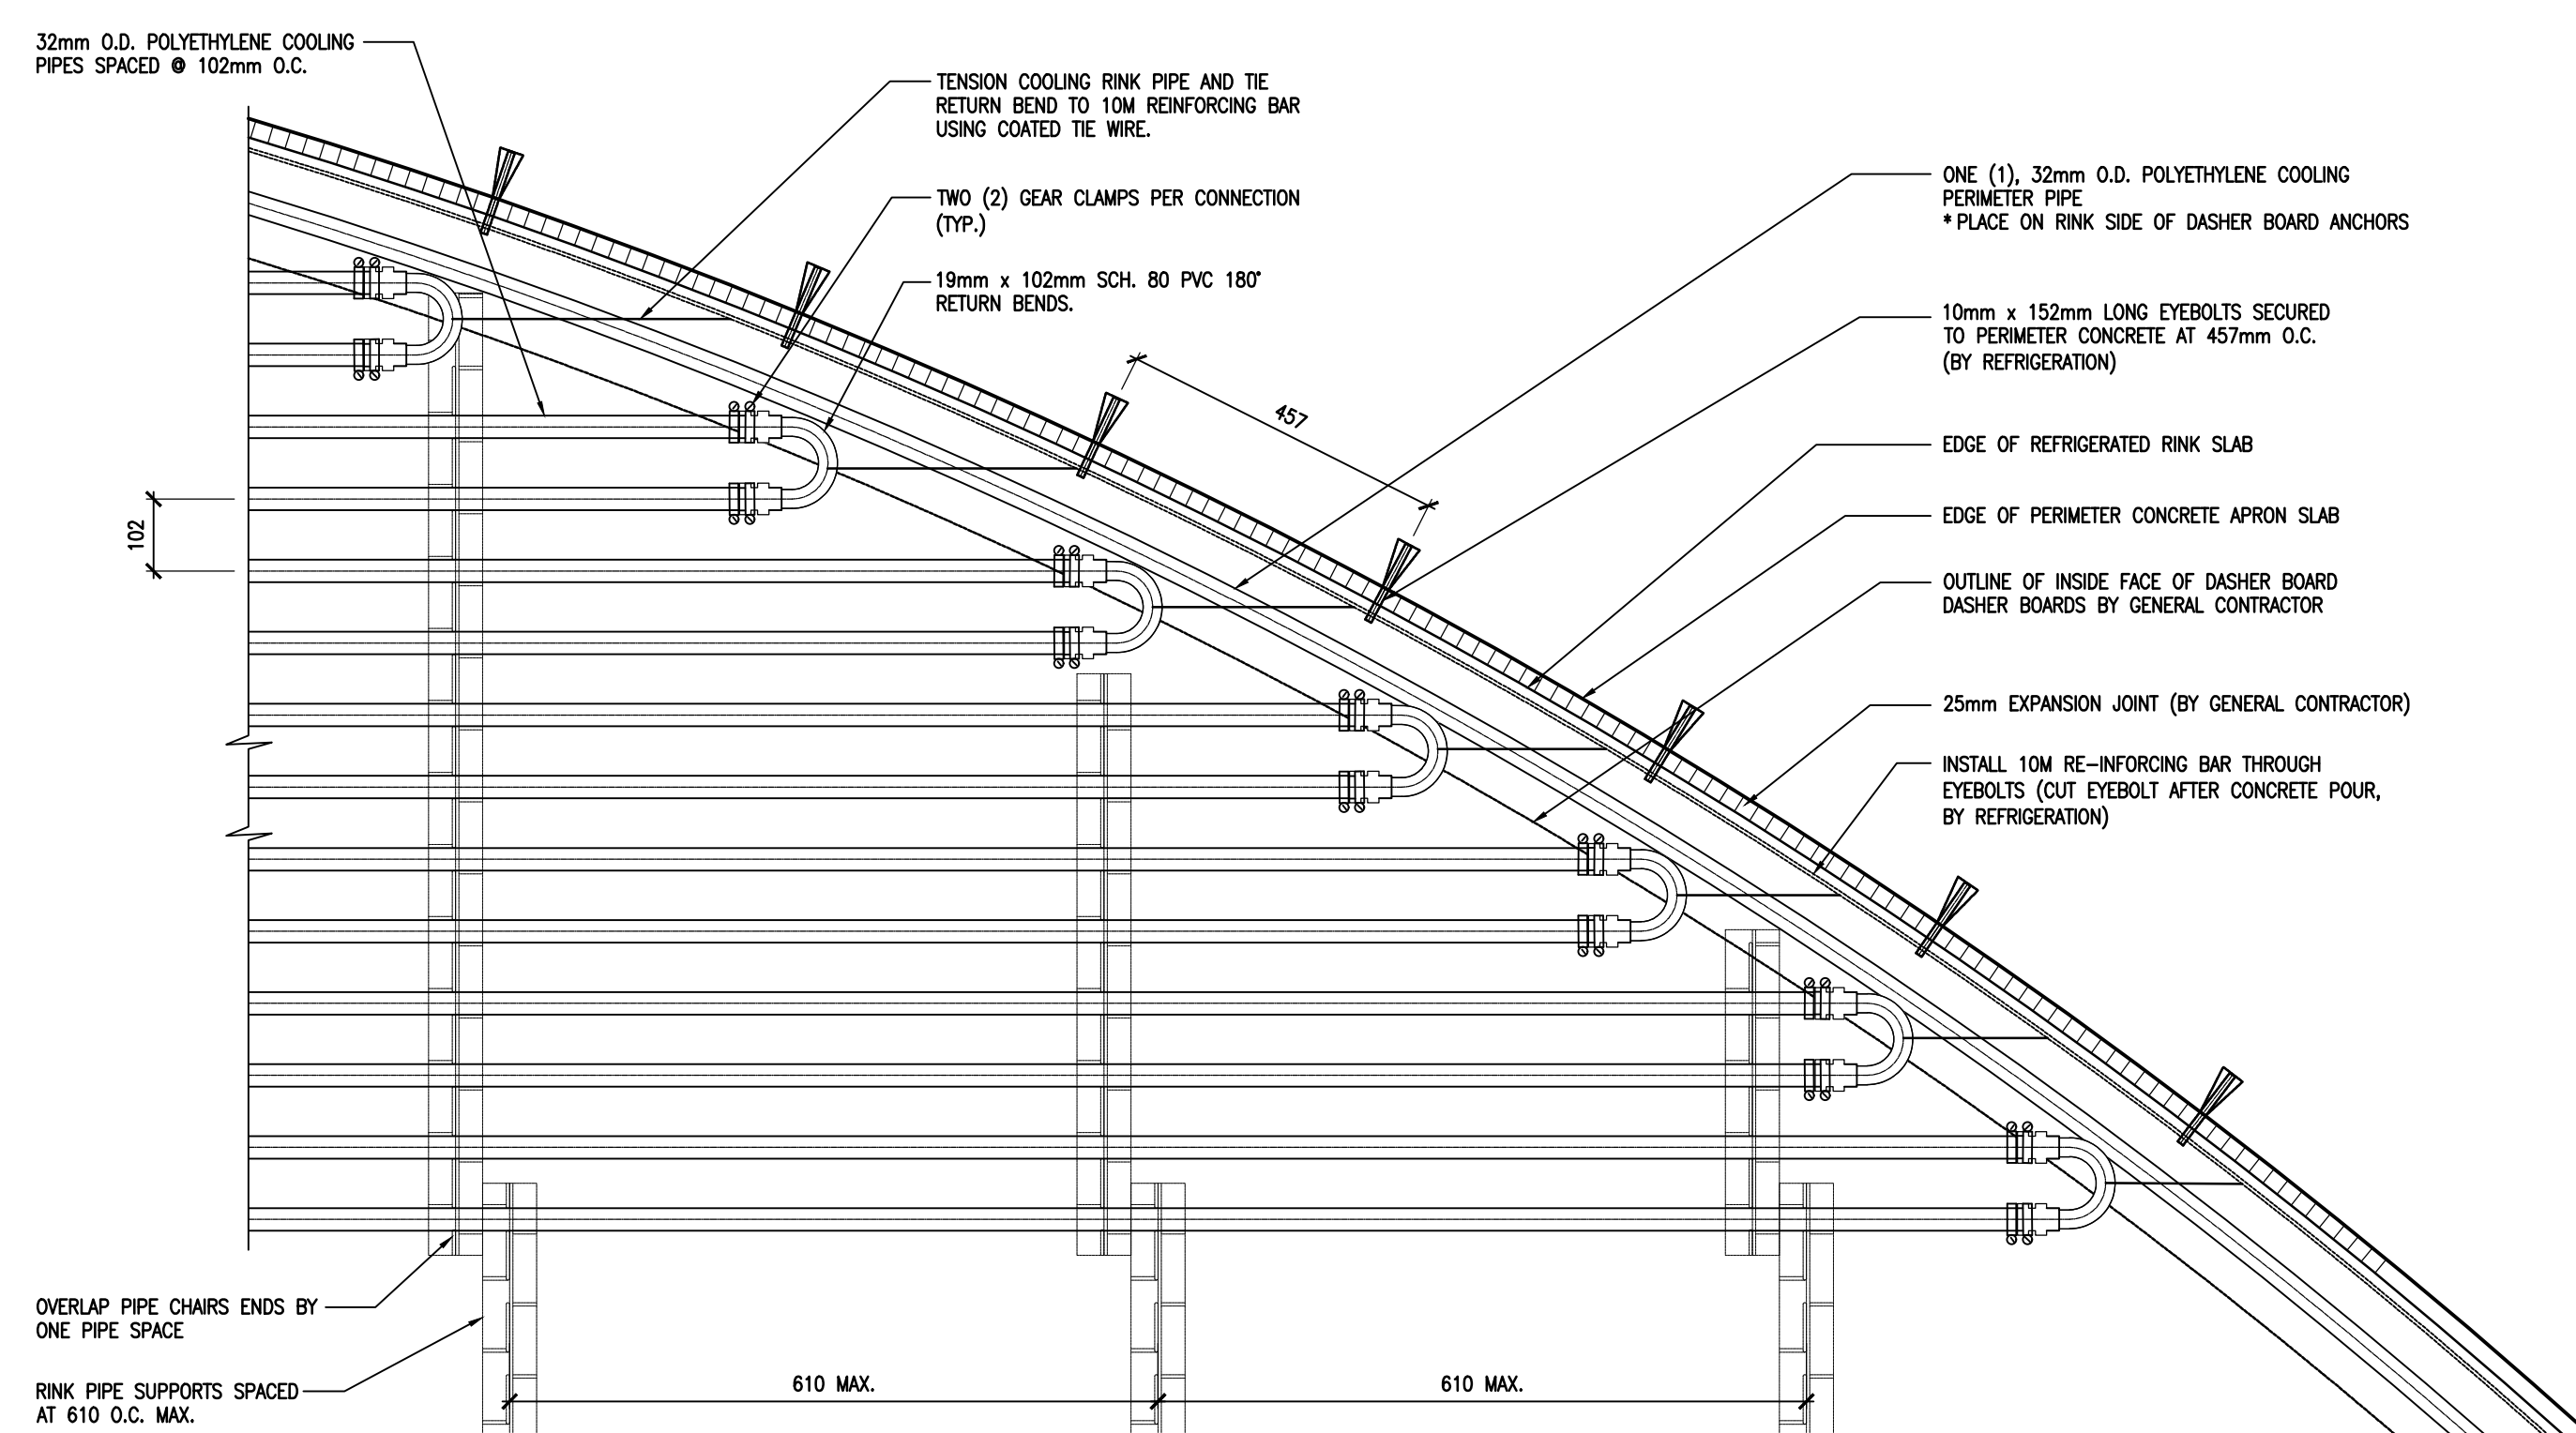 32mm O.D. POLYETHYLENE COOLING
PIPES SPACED @ 102mm O.C.
TENSION COOLING RINK PIPE AND TIE
RETURN BEND TO 10M REINFORCING BAR
USING COATED TIE WIRE.
TWO (2) GEAR CLAMPS PER CONNECTION
(TYP.)
19mm x 102mm SCH. 80 PVC 180°
RETURN BENDS.
ONE (1), 32mm O.D. POLYETHYLENE COOLING
PERIMETER PIPE
* PLACE ON RINK SIDE OF DASHER BOARD ANCHORS
10mm x 152mm LONG EYEBOLTS SECURED
TO PERIMETER CONCRETE AT 457mm O.C.
(BY REFRIGERATION)
457
EDGE OF REFRIGERATED RINK SLAB
EDGE OF PERIMETER CONCRETE APRON SLAB
102
OUTLINE OF INSIDE FACE OF DASHER BOARD
DASHER BOARDS BY GENERAL CONTRACTOR
25mm EXPANSION JOINT (BY GENERAL CONTRACTOR)
INSTALL 10M RE-INFORCING BAR THROUGH
EYEBOLTS (CUT EYEBOLT AFTER CONCRETE POUR,
BY REFRIGERATION)
OVERLAP PIPE CHAIRS ENDS BY
ONE PIPE SPACE
RINK PIPE SUPPORTS SPACED
AT 610 O.C. MAX.
610 MAX.
610 MAX.